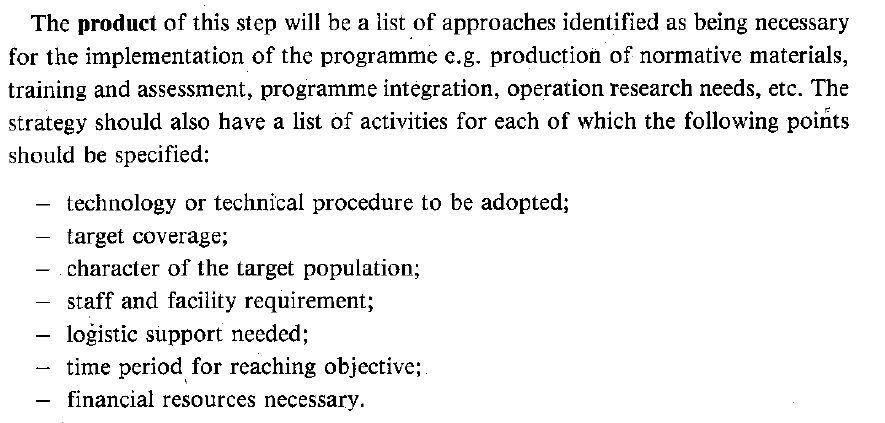 The product of this step will be a list of approaches identified as being necessary
for the implementation of the programme e.g. production of normative materials,
training and assessment, programme integration, operation research needs, etc. The
strategy should also have a list of activities for each of which the following points
should be specified:
— technology or technical procedure to be adopted;
— target coverage;
— character of the target population;
— staff and facility requirement;
— logistic support needed;
— time period for reaching objective;
— financial resources necessary.